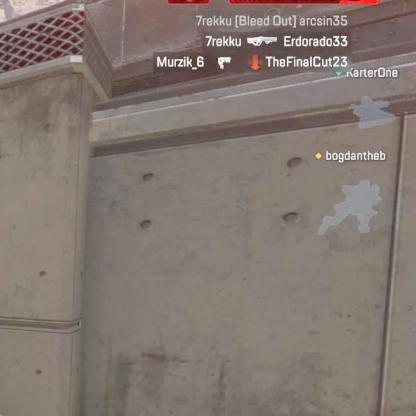 7rekku [Bleed Out] arcsin35
7rekku Erdorado33
Murzik_6 TheFinalCut23
KarterOne
bogdantheb